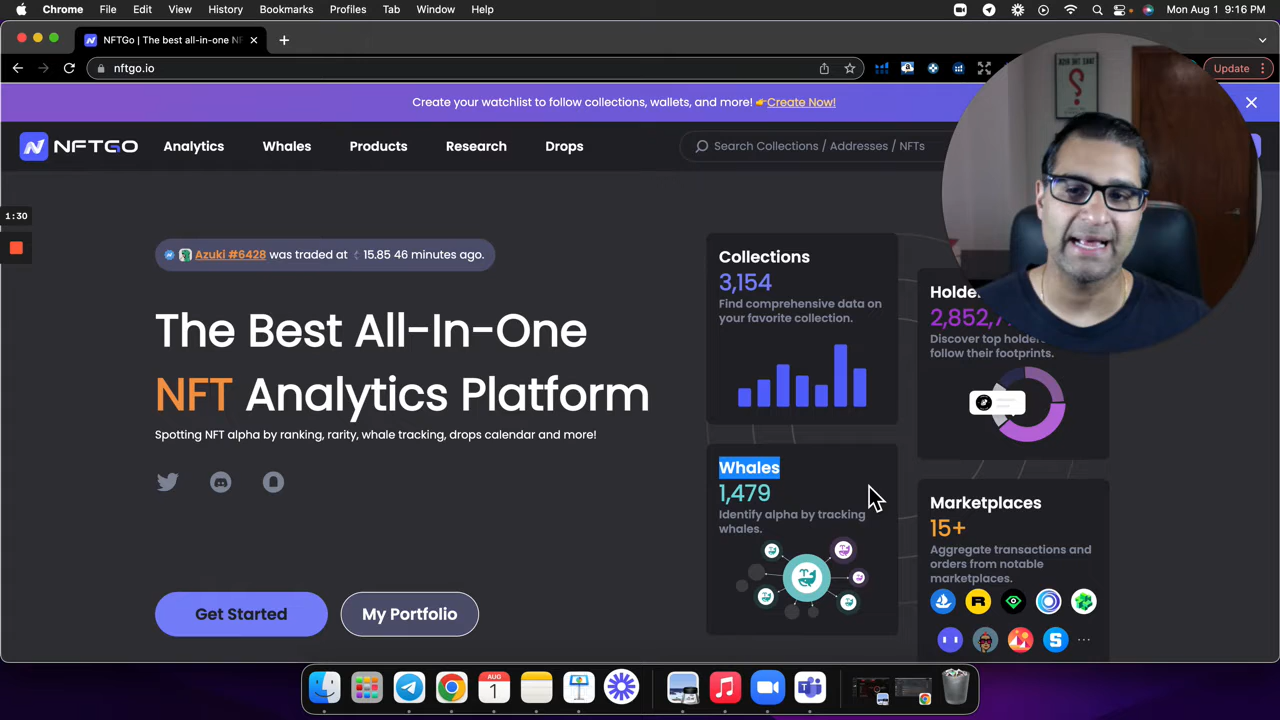 Chrome File Edit View History Bookmarks Profiles Tab Window Help Mon Aug 1 9:16 PM
NFTGo | The best all-in-one NF
nftgo.io Update
Create your watchlist to follow collections, wallets, and more! 👉Create Now!
NFTGO Analytics Whales Products Research Drops Search Collections / Addresses / NFTs
1:30
Azuki #6428 was traded at 15.85 46 minutes ago.
The Best All-In-One
NFT Analytics Platform
Spotting NFT alpha by ranking, rarity, whale tracking, drops calendar and more!
Get Started My Portfolio
Collections
3,154
Find comprehensive data on
your favorite collection.
2,852,7
Discover top holders
follow their footprints.
Whales
1,479
Identify alpha by tracking
whales.
Marketplaces
15+
Aggregate transactions and
orders from notable
marketplaces.
AUG
1